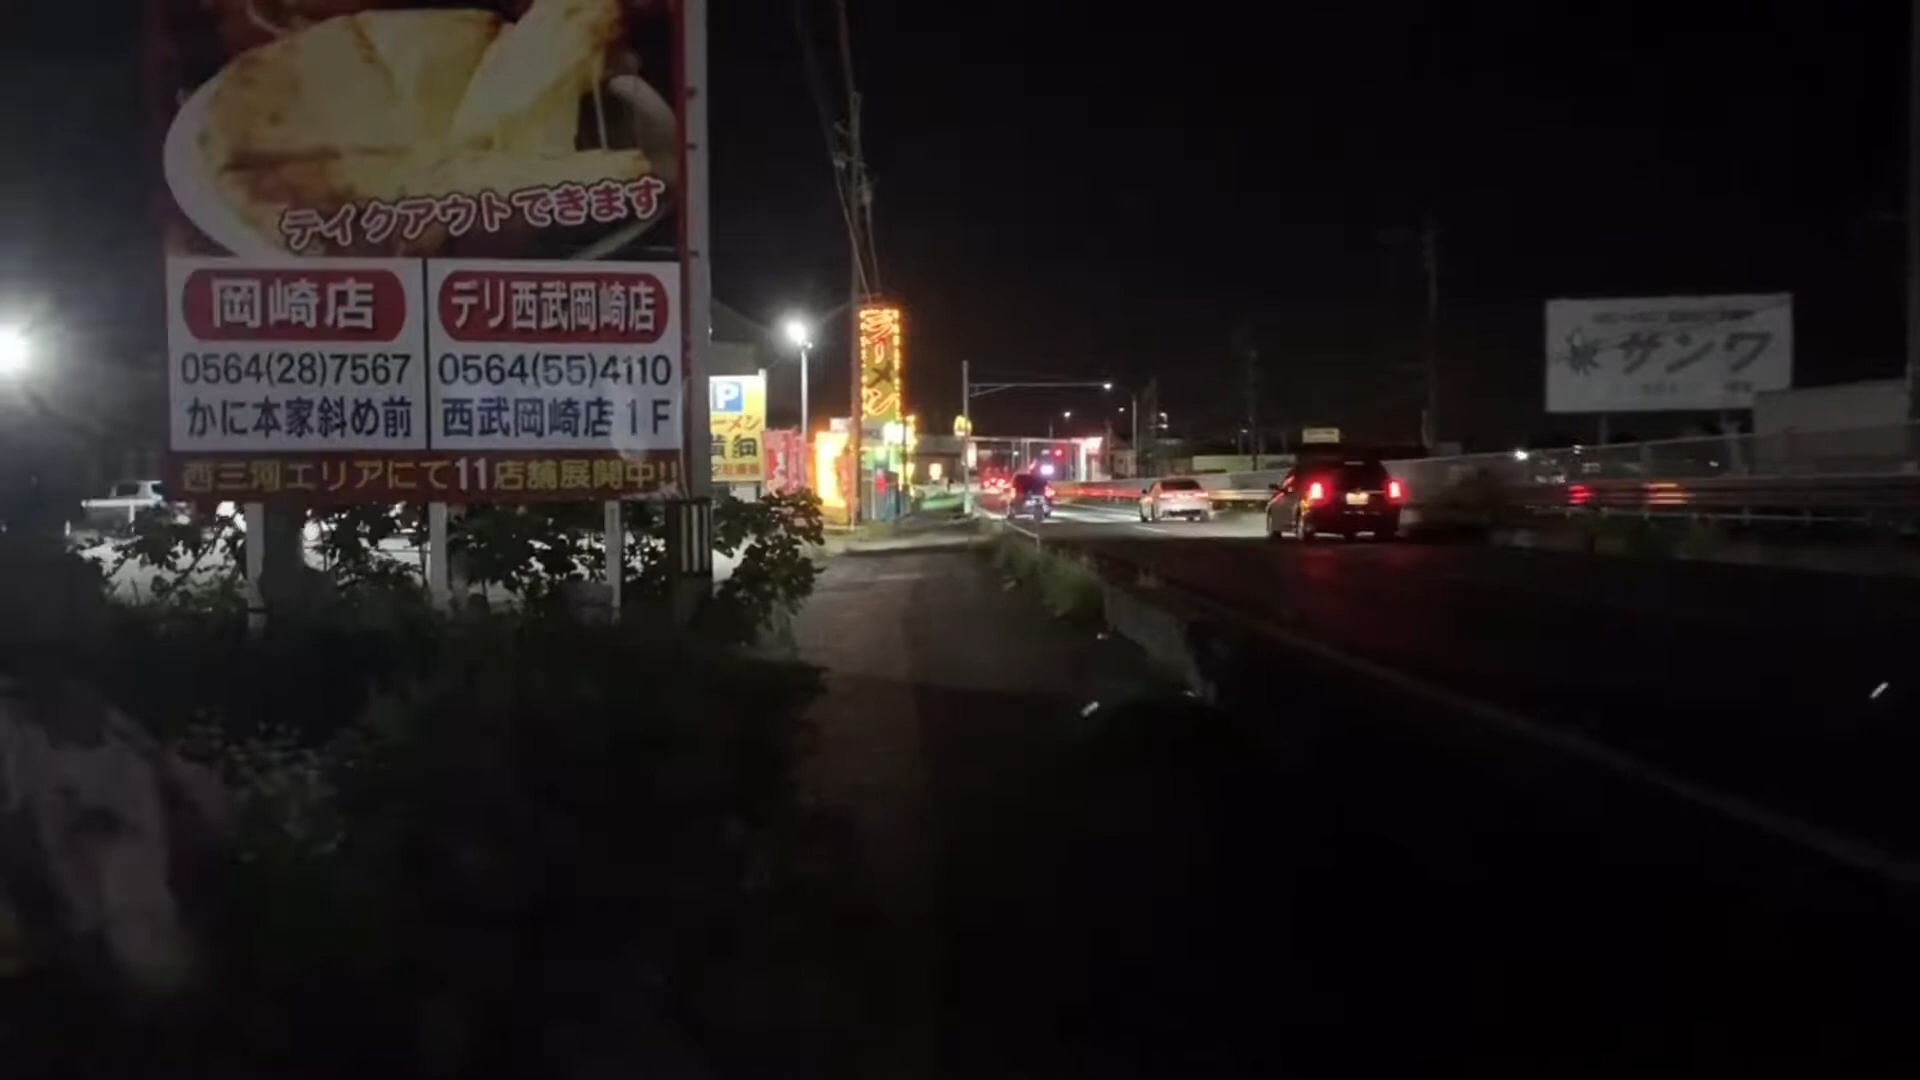 テイクアウトできます
岡崎店
0564(28)7567
かに本家斜め前
デリ西武岡崎店
0564(55)4110
西武岡崎店1F
西三河エリアにて11店舗展開中!!
P
ラーメン
サンワ